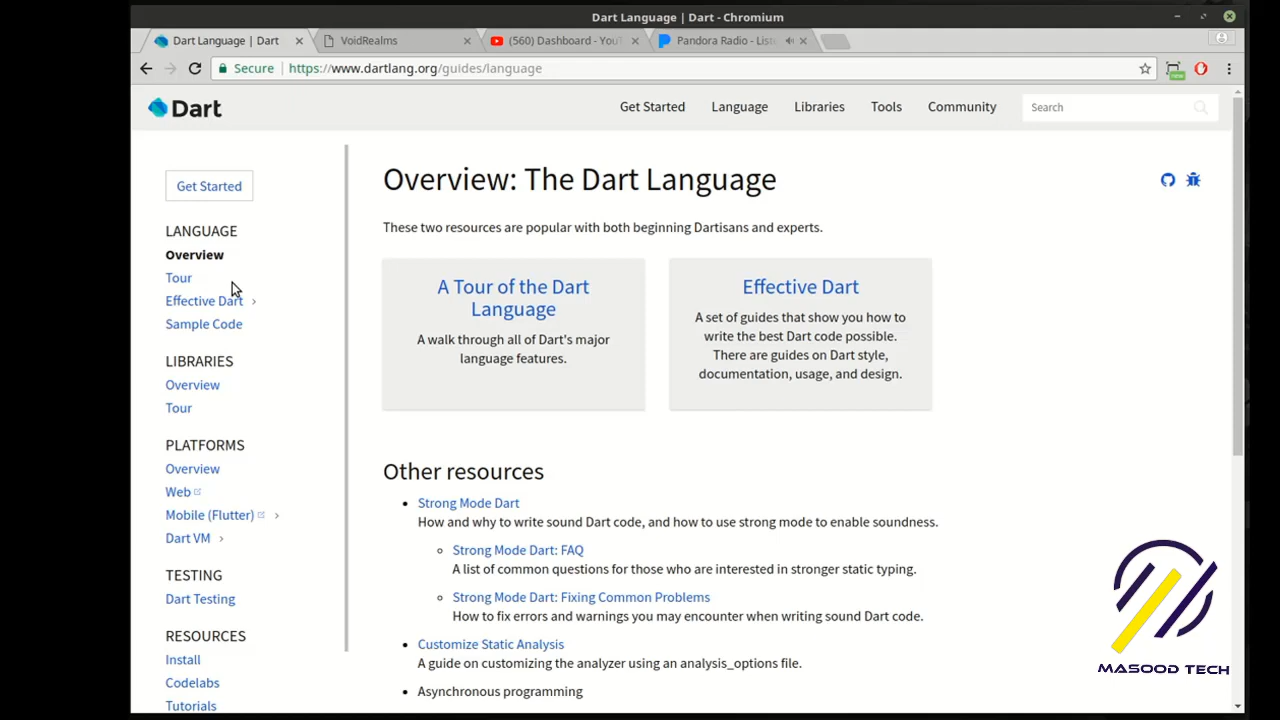 Dart Language | Dart - Chromium
Dart Language | Dart
VoidRealms
(560) Dashboard - You
Pandora Radio - List
Secure
https://www.dartlang.org/guides/language
new
Dart
Get Started
Language
Libraries
Tools
Community
Search
Get Started
LANGUAGE
Overview
Tour
Effective Dart
Sample Code
LIBRARIES
Overview
Tour
PLATFORMS
Overview
Web
Mobile (Flutter)
Dart VM
TESTING
Dart Testing
RESOURCES
Install
Codelabs
Tutorials
Overview: The Dart Language
These two resources are popular with both beginning Dartisans and experts.
A Tour of the Dart
Language
A walk through all of Dart's major
language features.
Effective Dart
A set of guides that show you how to
write the best Dart code possible.
There are guides on Dart style,
documentation, usage, and design.
Other resources
• Strong Mode Dart
How and why to write sound Dart code, and how to use strong mode to enable soundness.
◦ Strong Mode Dart: FAQ
A list of common questions for those who are interested in stronger static typing.
◦ Strong Mode Dart: Fixing Common Problems
How to fix errors and warnings you may encounter when writing sound Dart code.
• Customize Static Analysis
A guide on customizing the analyzer using an analysis_options file.
• Asynchronous programming
MASOOD TECH